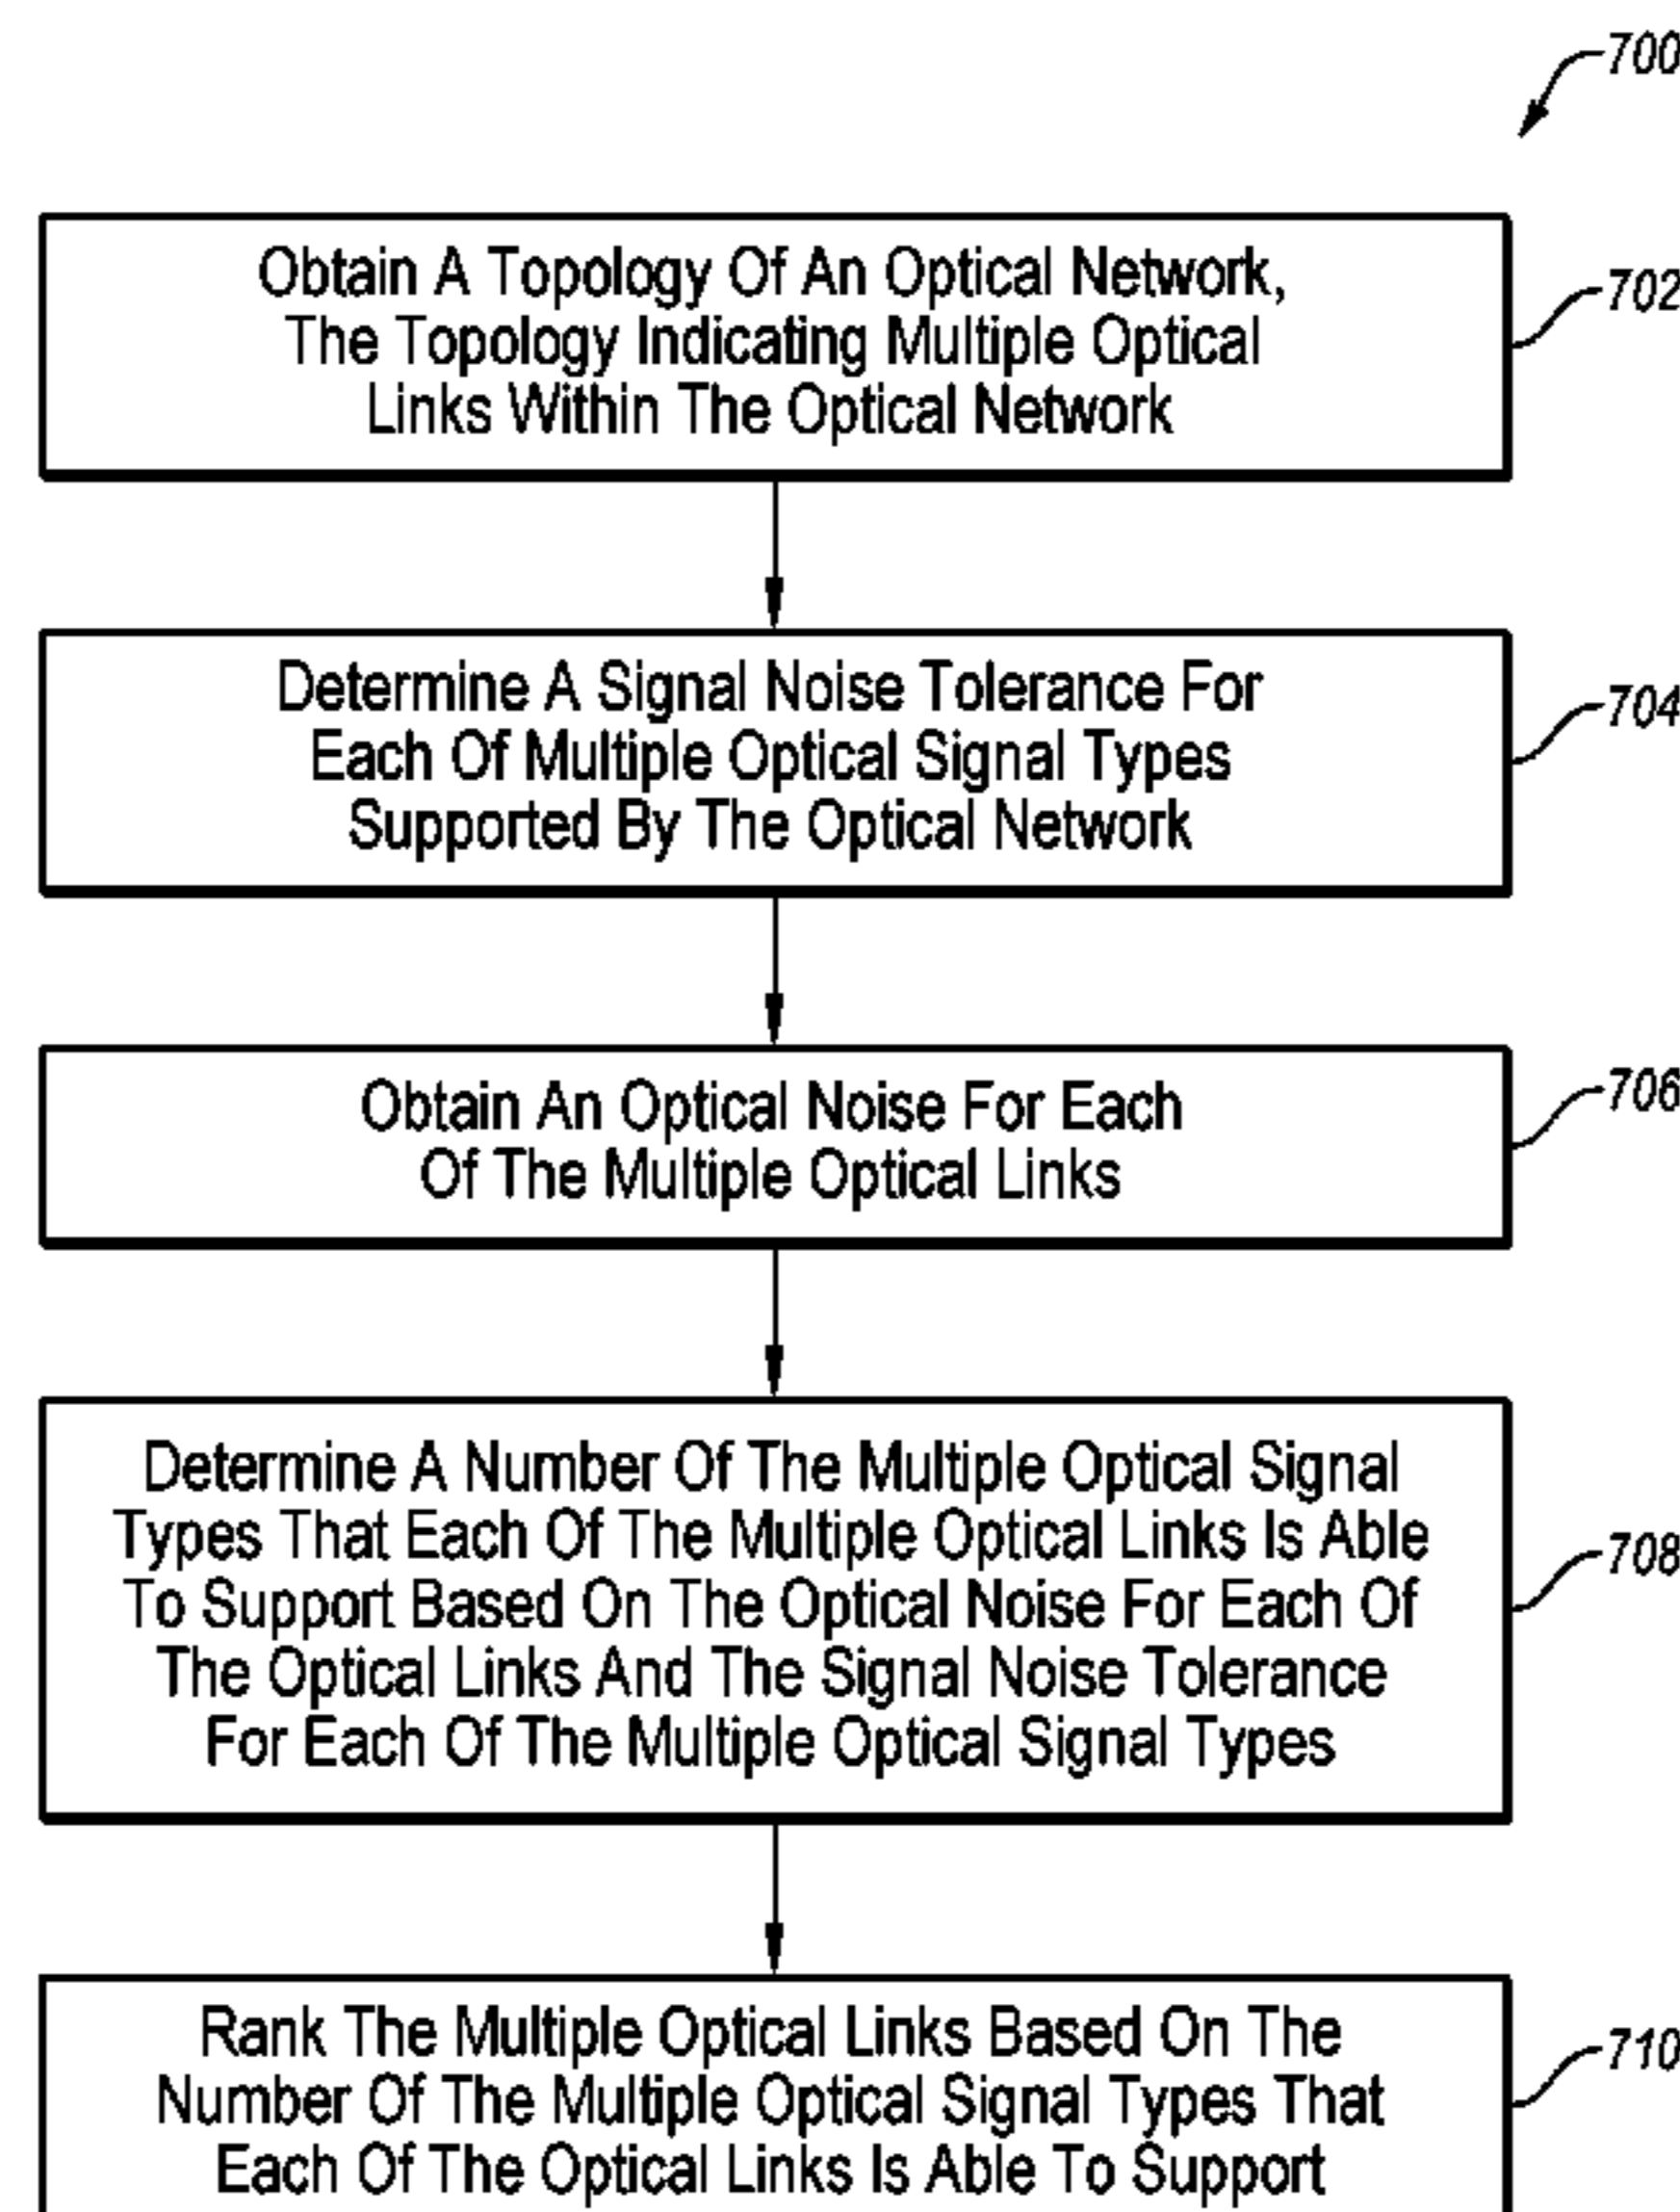 700
Obtain A Topology Of An Optical Network,
The Topology Indicating Multiple Optical
Links Within The Optical Network
702
Determine A Signal Noise Tolerance For
Each Of Multiple Optical Signal Types
Supported By The Optical Network
704
Obtain An Optical Noise For Each
Of The Multiple Optical Links
706
Determine A Number Of The Multiple Optical Signal
Types That Each Of The Multiple Optical Links Is Able
To Support Based On The Optical Noise For Each Of
The Optical Links And The Signal Noise Tolerance
For Each Of The Multiple Optical Signal Types
708
Rank The Multiple Optical Links Based On The
Number Of The Multiple Optical Signal Types That
Each Of The Optical Links Is Able To Support
710